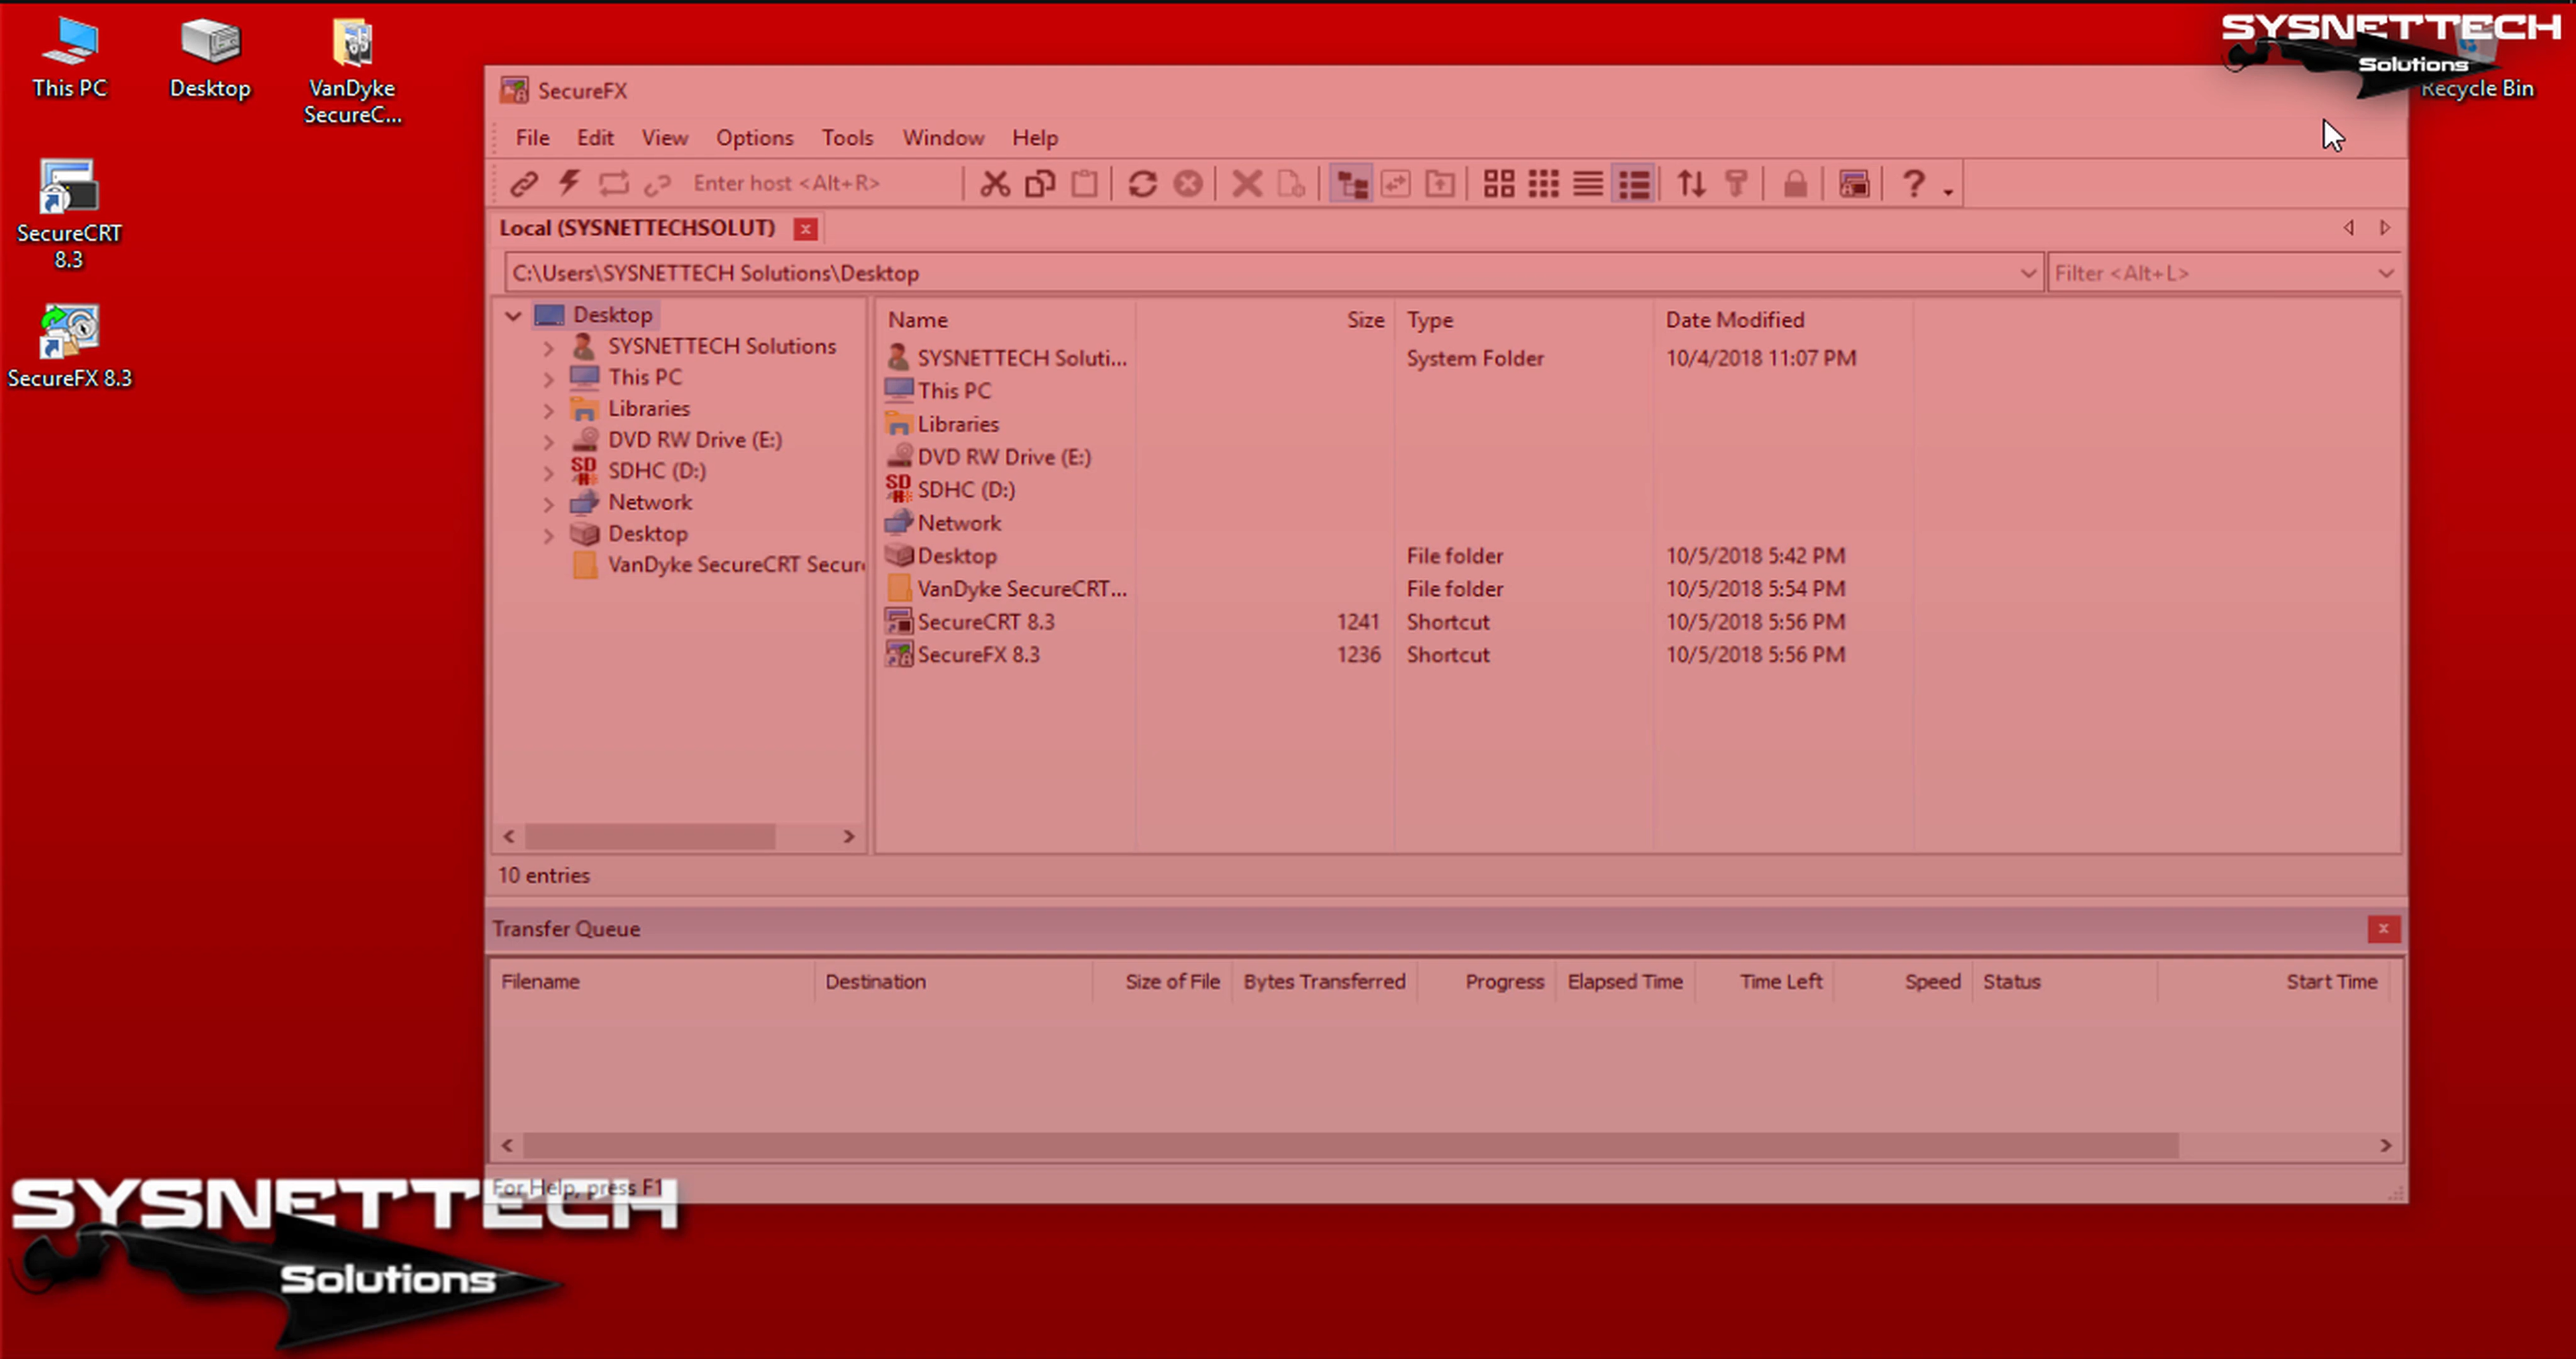 This PC
Desktop
VanDyke
SecureC...
SecureCRT
8.3
SecureFX 8.3
SYSNETTECH
Solutions
Recycle Bin
SecureFX
File Edit View Options Tools Window Help
Enter host <Alt+R>
Local (SYSNETTECHSOLUT)
C:\Users\SYSNETTECH Solutions\Desktop
Filter <Alt+L>
Desktop
SYSNETTECH Solutions
This PC
Libraries
DVD RW Drive (E:)
SDHC (D:)
Network
Desktop
VanDyke SecureCRT Secur
Name Size Type Date Modified
SYSNETTECH Soluti... System Folder 10/4/2018 11:07 PM
This PC
Libraries
DVD RW Drive (E:)
SDHC (D:)
Network
Desktop File folder 10/5/2018 5:42 PM
VanDyke SecureCRT... File folder 10/5/2018 5:54 PM
SecureCRT 8.3 1241 Shortcut 10/5/2018 5:56 PM
SecureFX 8.3 1236 Shortcut 10/5/2018 5:56 PM
10 entries
Transfer Queue
Filename Destination Size of File Bytes Transferred Progress Elapsed Time Time Left Speed Status Start Time
For Help, press F1
SYSNETTECH
Solutions